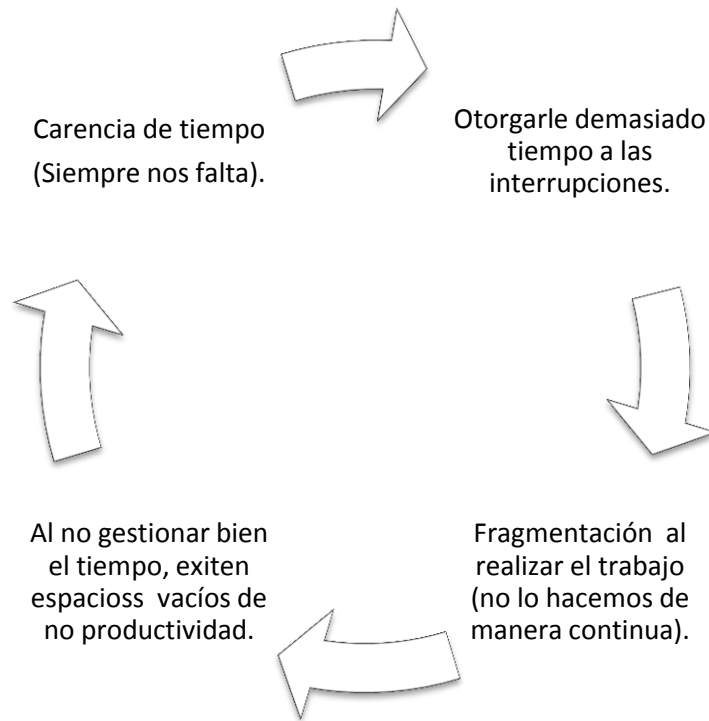 Carencia de tiempo
(Siempre nos falta).
Otorgarle demasiado
tiempo a las
interrupciones.
Fragmentación al
realizar el trabajo
(no lo hacemos de
manera continua).
Al no gestionar bien
el tiempo, exiten
espacioss vacíos de
no productividad.